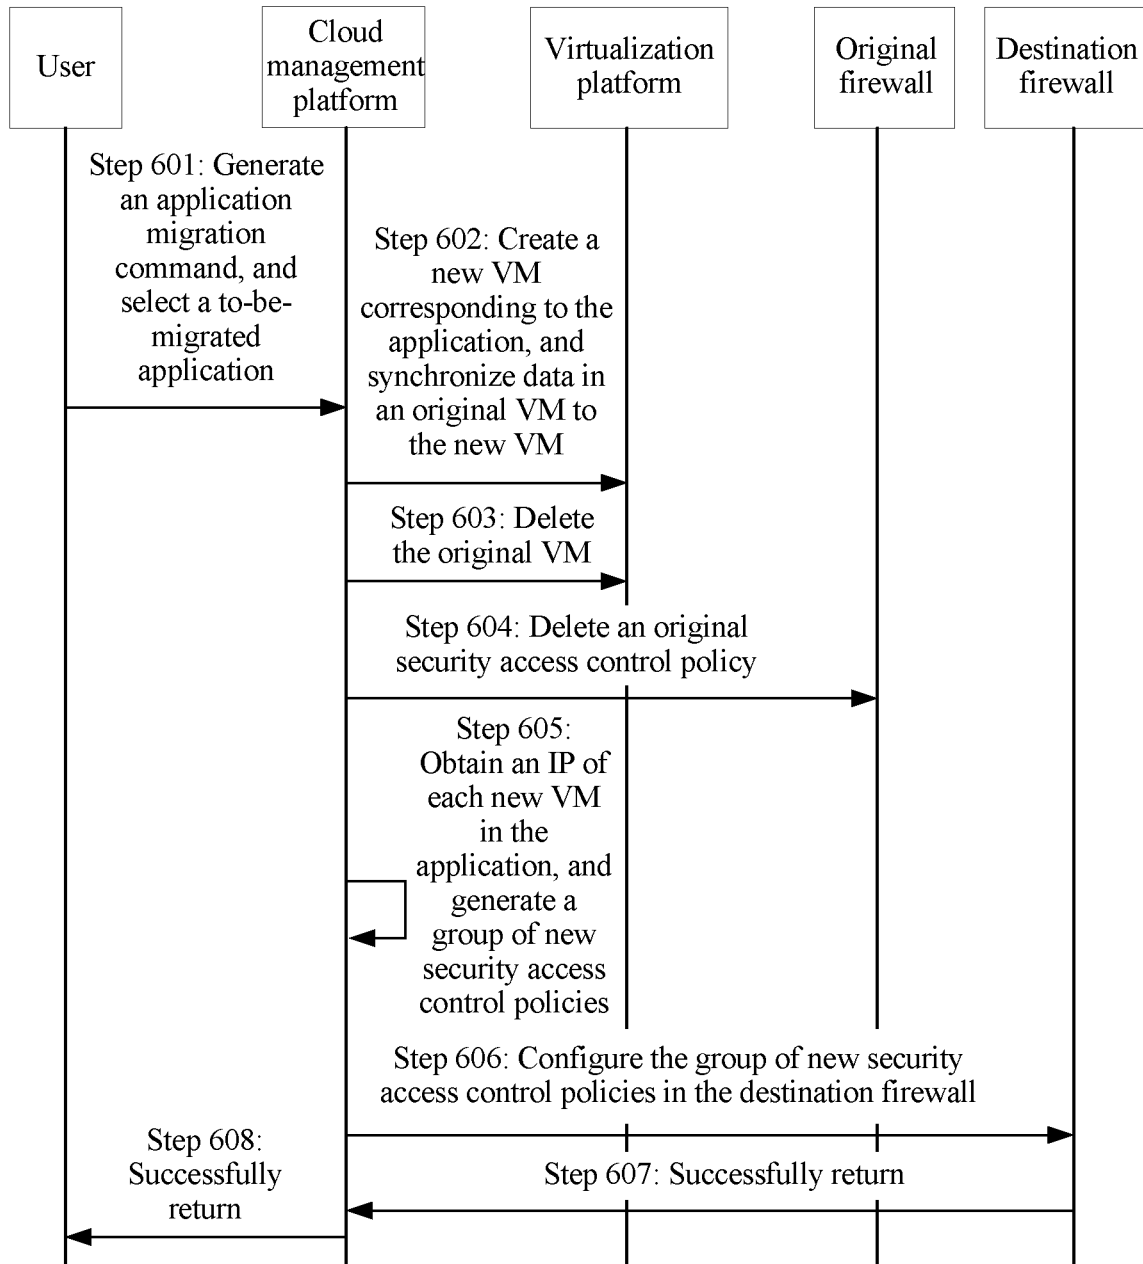 User
Cloud
management
platform
Virtualization
platform
Original
firewall
Destination
firewall
Step 601: Generate
an application
migration
command, and
select a to-be-
migrated
application
Step 602: Create a
new VM
corresponding to the
application, and
synchronize data in
an original VM to
the new VM
Step 603: Delete
the original VM
Step 604: Delete an original
security access control policy
Step 605:
Obtain an IP of
each new VM
in the
application, and
generate a
group of new
security access
control policies
Step 606: Configure the group of new security
access control policies in the destination firewall
Step 607: Successfully return
Step 608:
Successfully
return